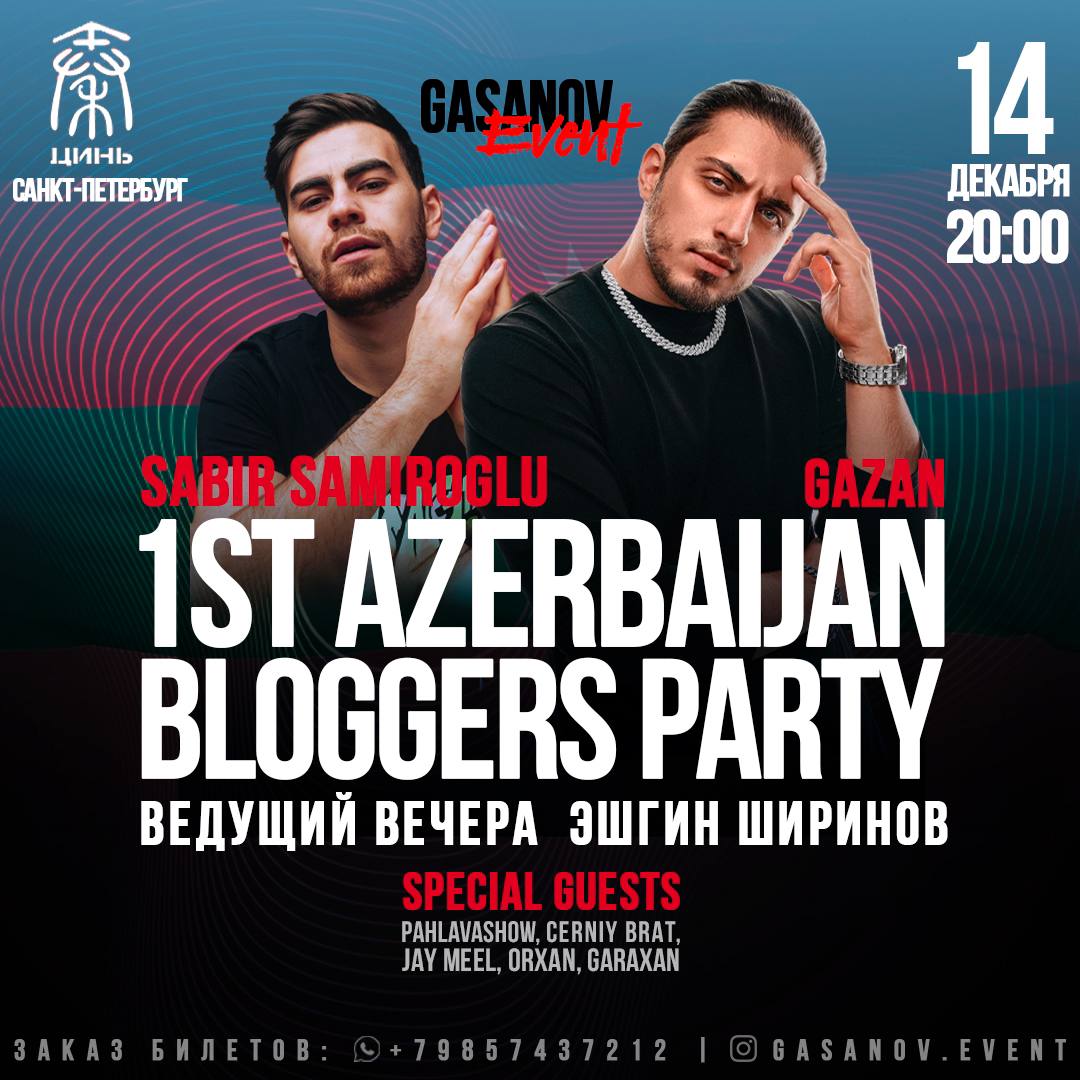 ЦИНЬ
САНКТ-ПЕТЕРБУРГ
GASANOV
Event
14
ДЕКАБРЯ
20:00
SABIR SAMIROGLU
GAZAN
1ST AZERBAIJAN
BLOGGERS PARTY
ВЕДУЩИЙ ВЕЧЕРА ЭШГИН ШИРИНОВ
SPECIAL GUESTS
PAHLAVASHOW, CERNIY BRAT,
JAY MEEL, ORXAN, GARAXAN
ЗАКАЗ БИЛЕТОВ: +79857437212 | GASANOV.EVENT